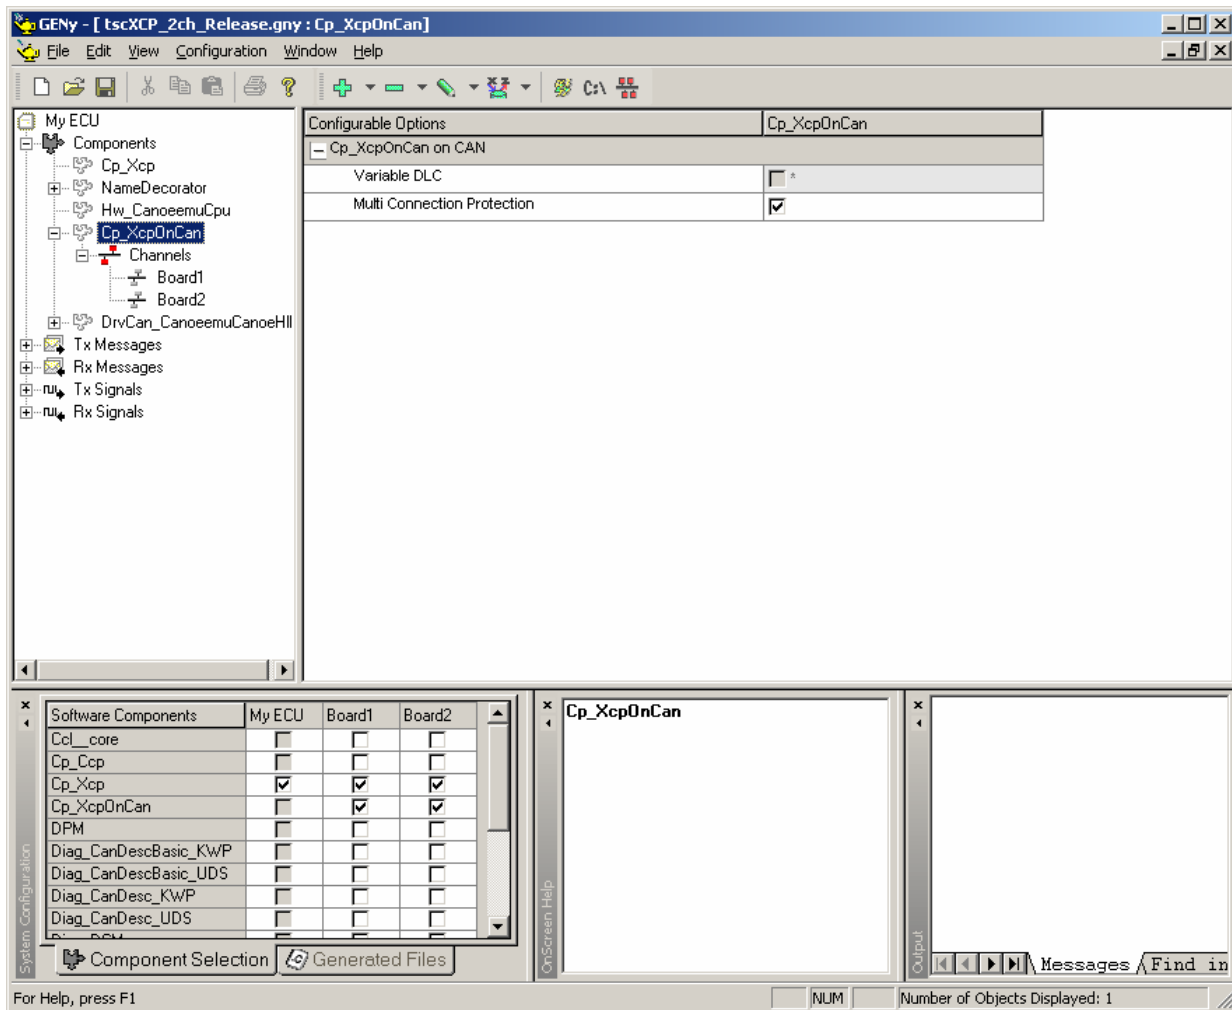 GENy - [ tscXCP_2ch_Release.gny : Cp_XcpOnCan]
File Edit View Configuration Window Help
C:\
My ECU
Components
Cp_Xcp
NameDecorator
Hw_CanoeemuCpu
Cp_XcpOnCan
Channels
Board1
Board2
DrvCan_CanoeemuCanoeHll
Tx Messages
Rx Messages
Tx Signals
Rx Signals
Configurable Options Cp_XcpOnCan
Cp_XcpOnCan on CAN
Variable DLC *
Multi Connection Protection
System Configuration
Software Components My ECU Board1 Board2
Ccl__core
Cp_Ccp
Cp_Xcp
Cp_XcpOnCan
DPM
Diag_CanDescBasic_KWP
Diag_CanDescBasic_UDS
Diag_CanDesc_KWP
Diag_CanDesc_UDS
Component Selection Generated Files
OnScreen Help
Cp_XcpOnCan
Output
Messages Find in
For Help, press F1 NUM Number of Objects Displayed: 1